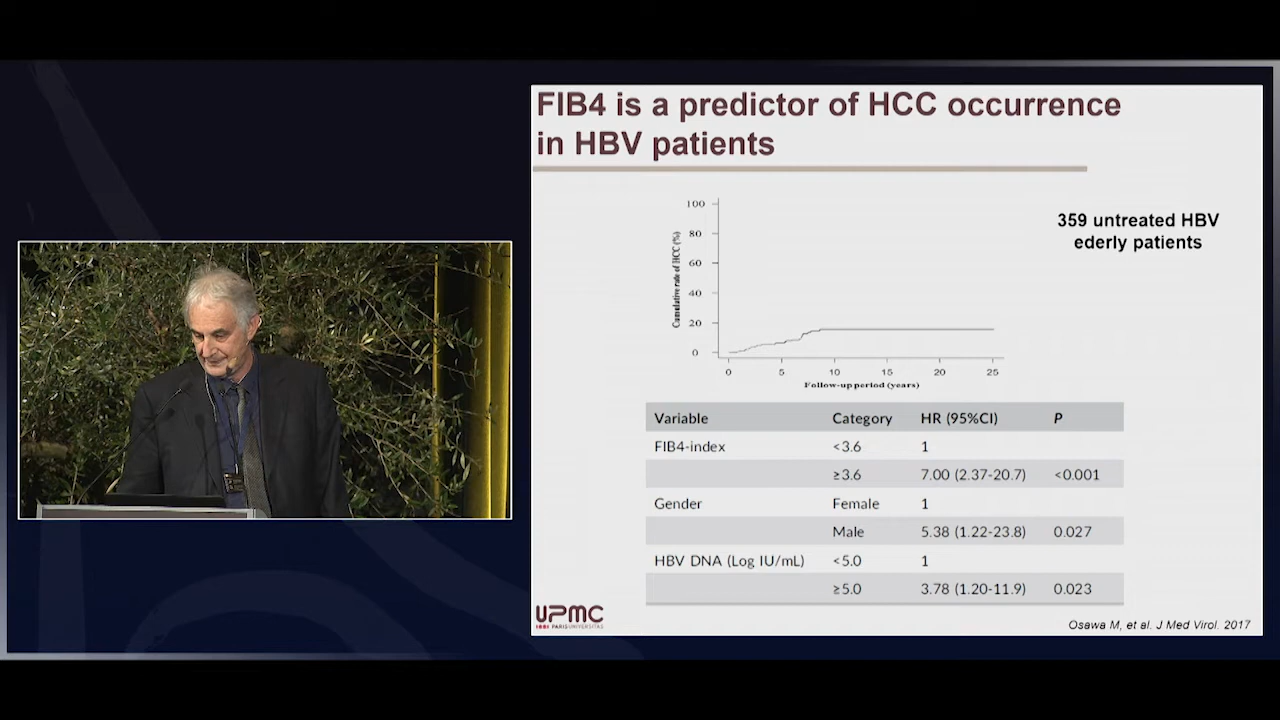 FIB4 is a predictor of HCC occurrence
in HBV patients
359 untreated HBV
ederly patients
100
80
60
40
20
0
Cumulative rate of HCC (%)
0 5 10 15 20 25
Follow-up period (years)
Variable Category HR (95%CI) P
FIB4-index <3.6 1
≥3.6 7.00 (2.37-20.7) <0.001
Gender Female 1
Male 5.38 (1.22-23.8) 0.027
HBV DNA (Log IU/mL) <5.0 1
≥5.0 3.78 (1.20-11.9) 0.023
UPMC
PARISUNIVERSITAS
Osawa M, et al. J Med Virol. 2017